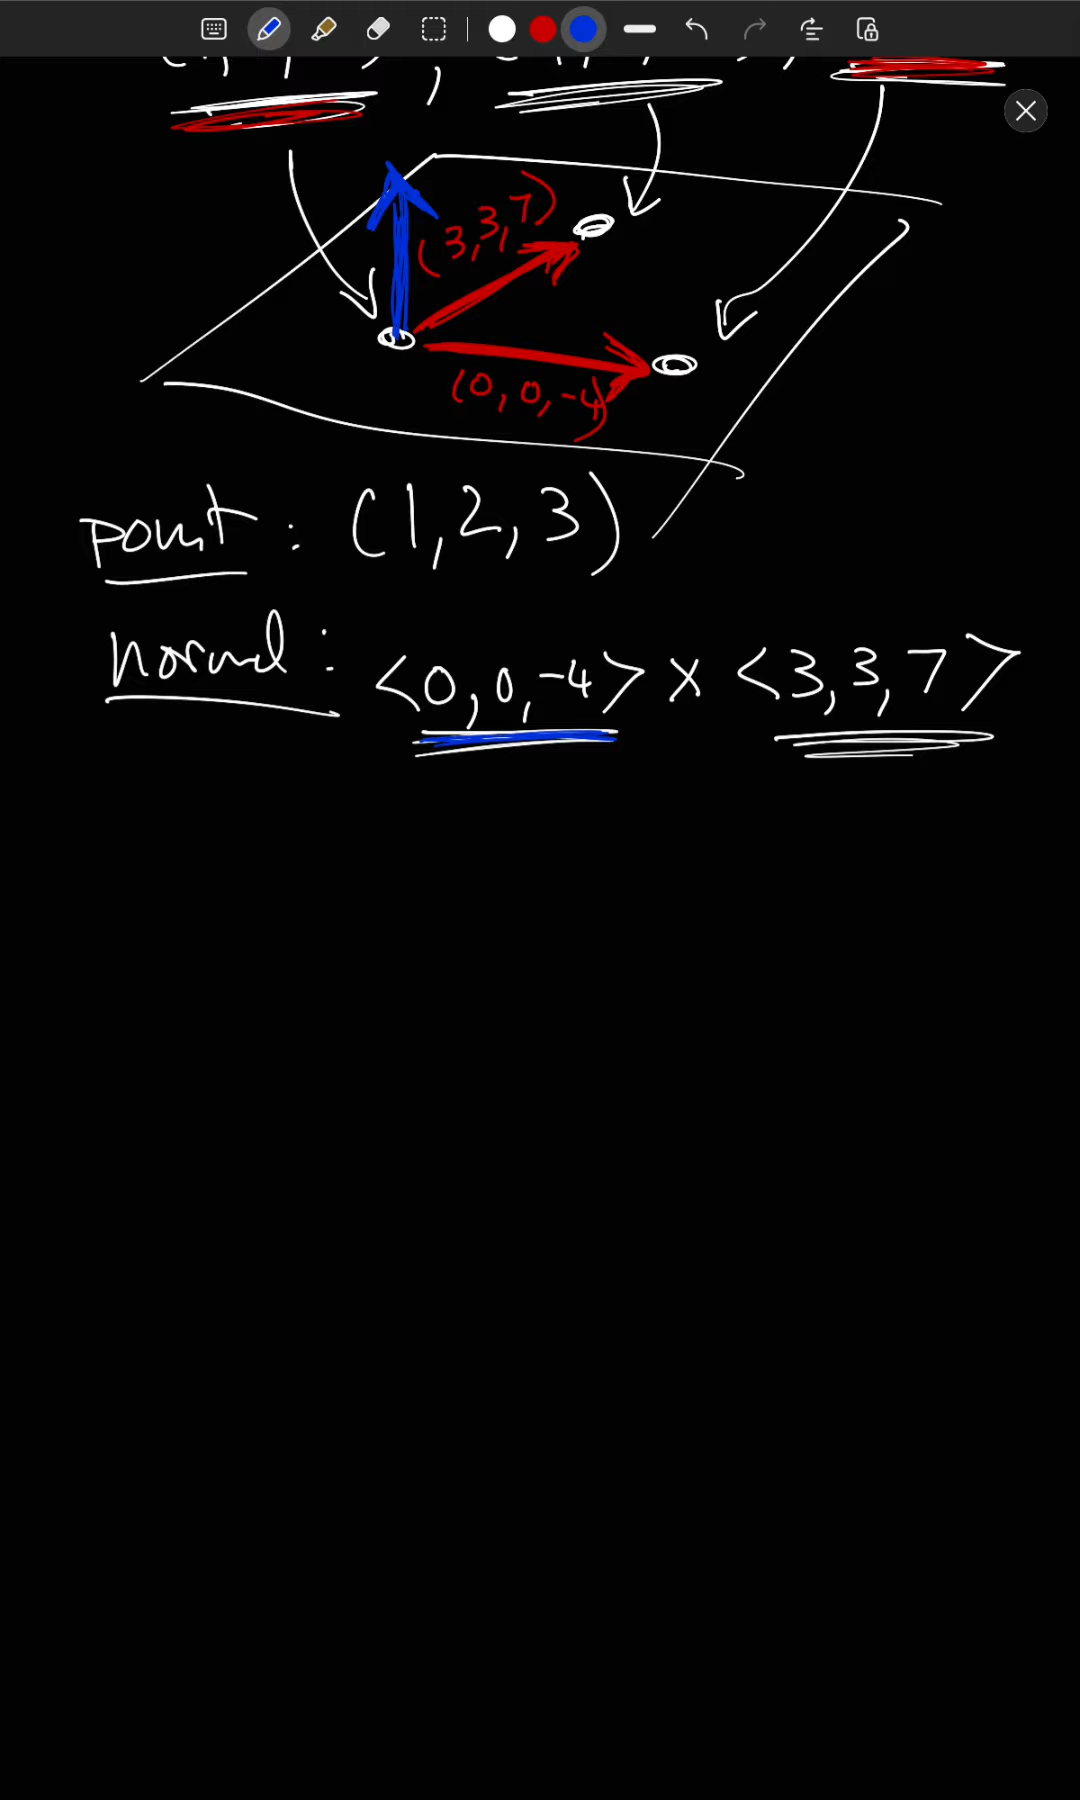 (3,3,7)
(0,0,-4)
point: (1,2,3)
normal: <0,0,-4> x <3,3,7>